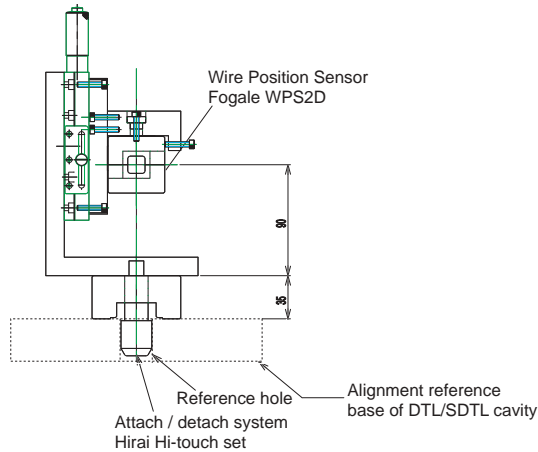 Wire Position Sensor
Fogale WPS2D
90
35
Reference hole
Attach / detach system
Hirai Hi-touch set
Alignment reference
base of DTL/SDTL cavity